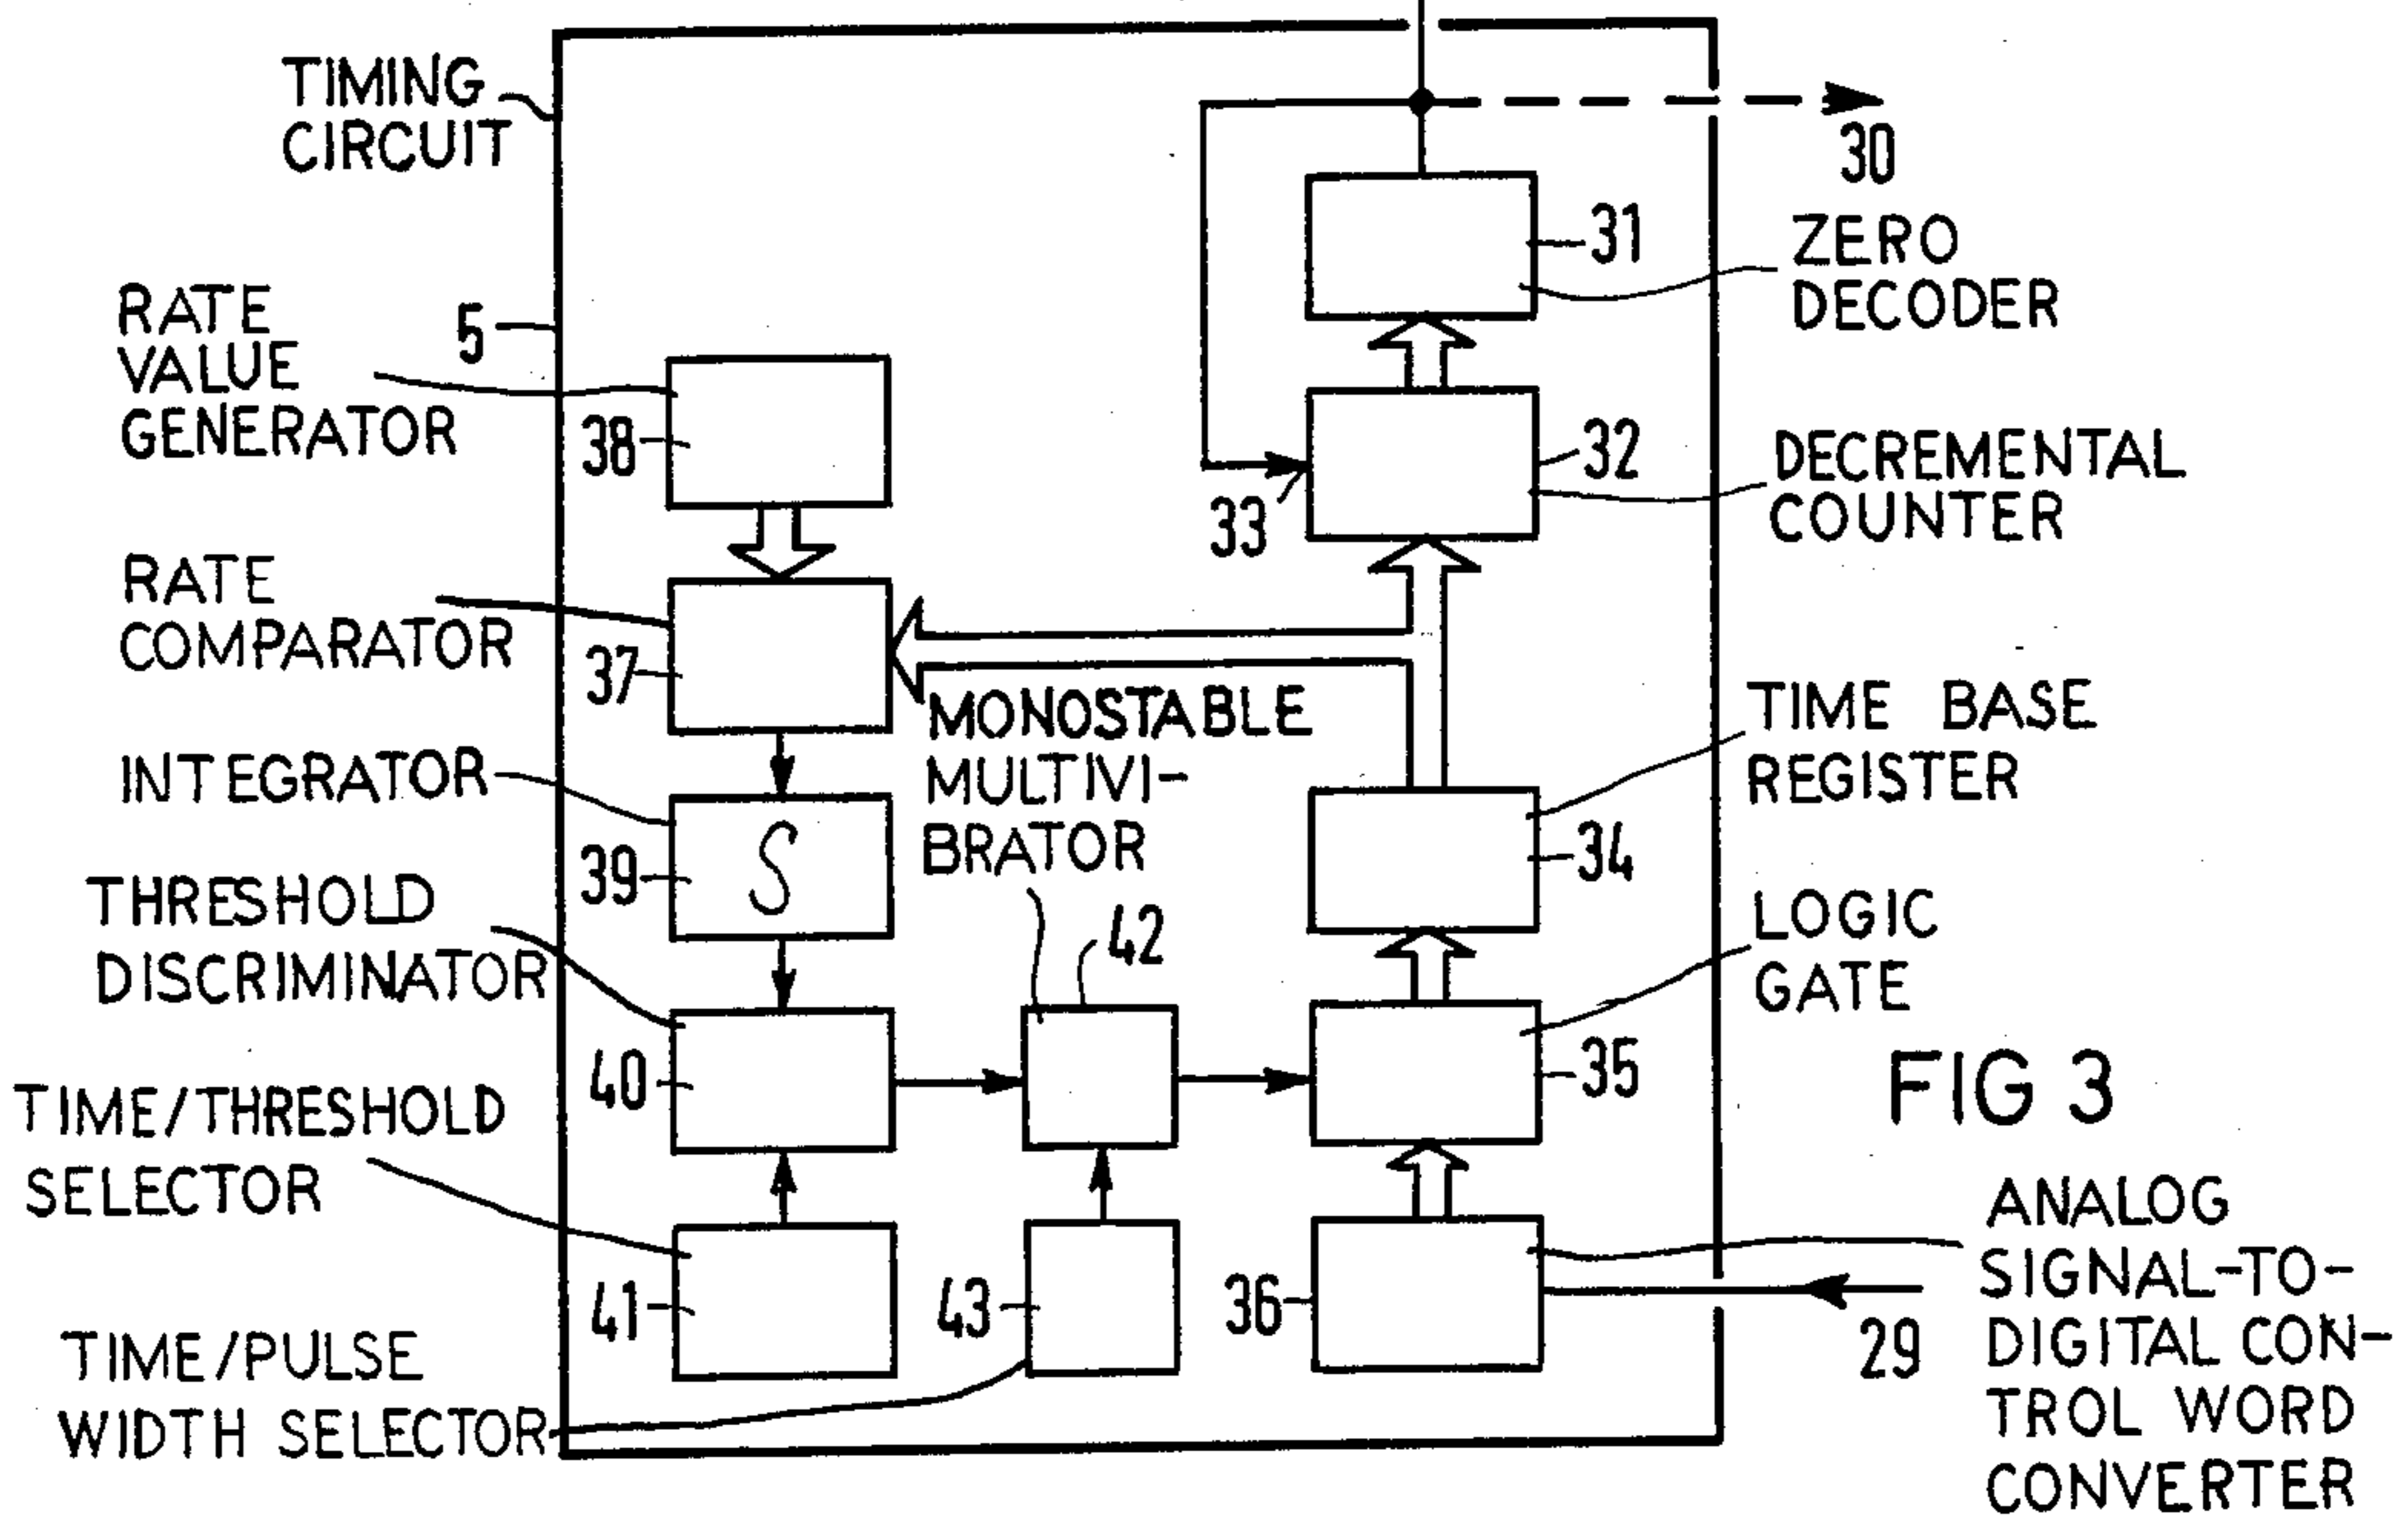 TIMING
CIRCUIT
30
31
ZERO
DECODER
RATE
VALUE
GENERATOR
5
38
32
33
DECREMENTAL
COUNTER
RATE
COMPARATOR
37
MONOSTABLE
MULTIVI-
BRATOR
TIME BASE
REGISTER
INTEGRATOR
39
S
34
THRESHOLD
DISCRIMINATOR
42
LOGIC
GATE
40
35
FIG 3
TIME/THRESHOLD
SELECTOR
41
43
36
29
ANALOG
SIGNAL-TO-
DIGITAL CON-
TROL WORD
CONVERTER
TIME/PULSE
WIDTH SELECTOR